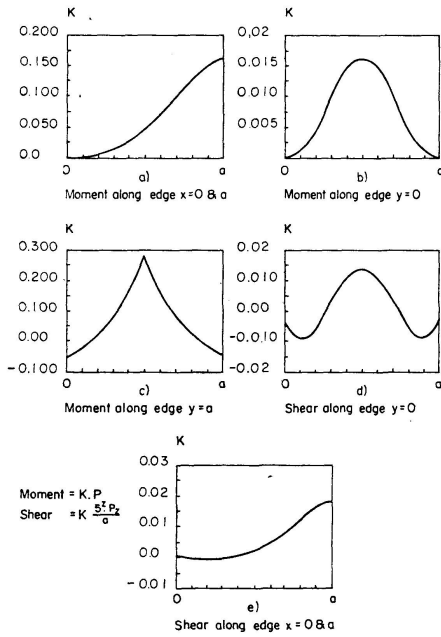 K K
0.200 0,02
0.150 0.015
0.100 0.010
0.050 0.005
0.0
0 a) a 0 b) a
Moment along edge x=0 & a Moment along edge y=0
K K
0.300 0.02
0.200 0.010
0.100 0.00
0.00 -0.010
-0.100 -0.02
0 c) a 0 d) a
Moment along edge y=a Shear along edge y=0
K
0.03
0.02
0.01
0.0
-0.01
0 e) a
Moment = K.P
Shear = K
a
Shear along edge x = 0 & a